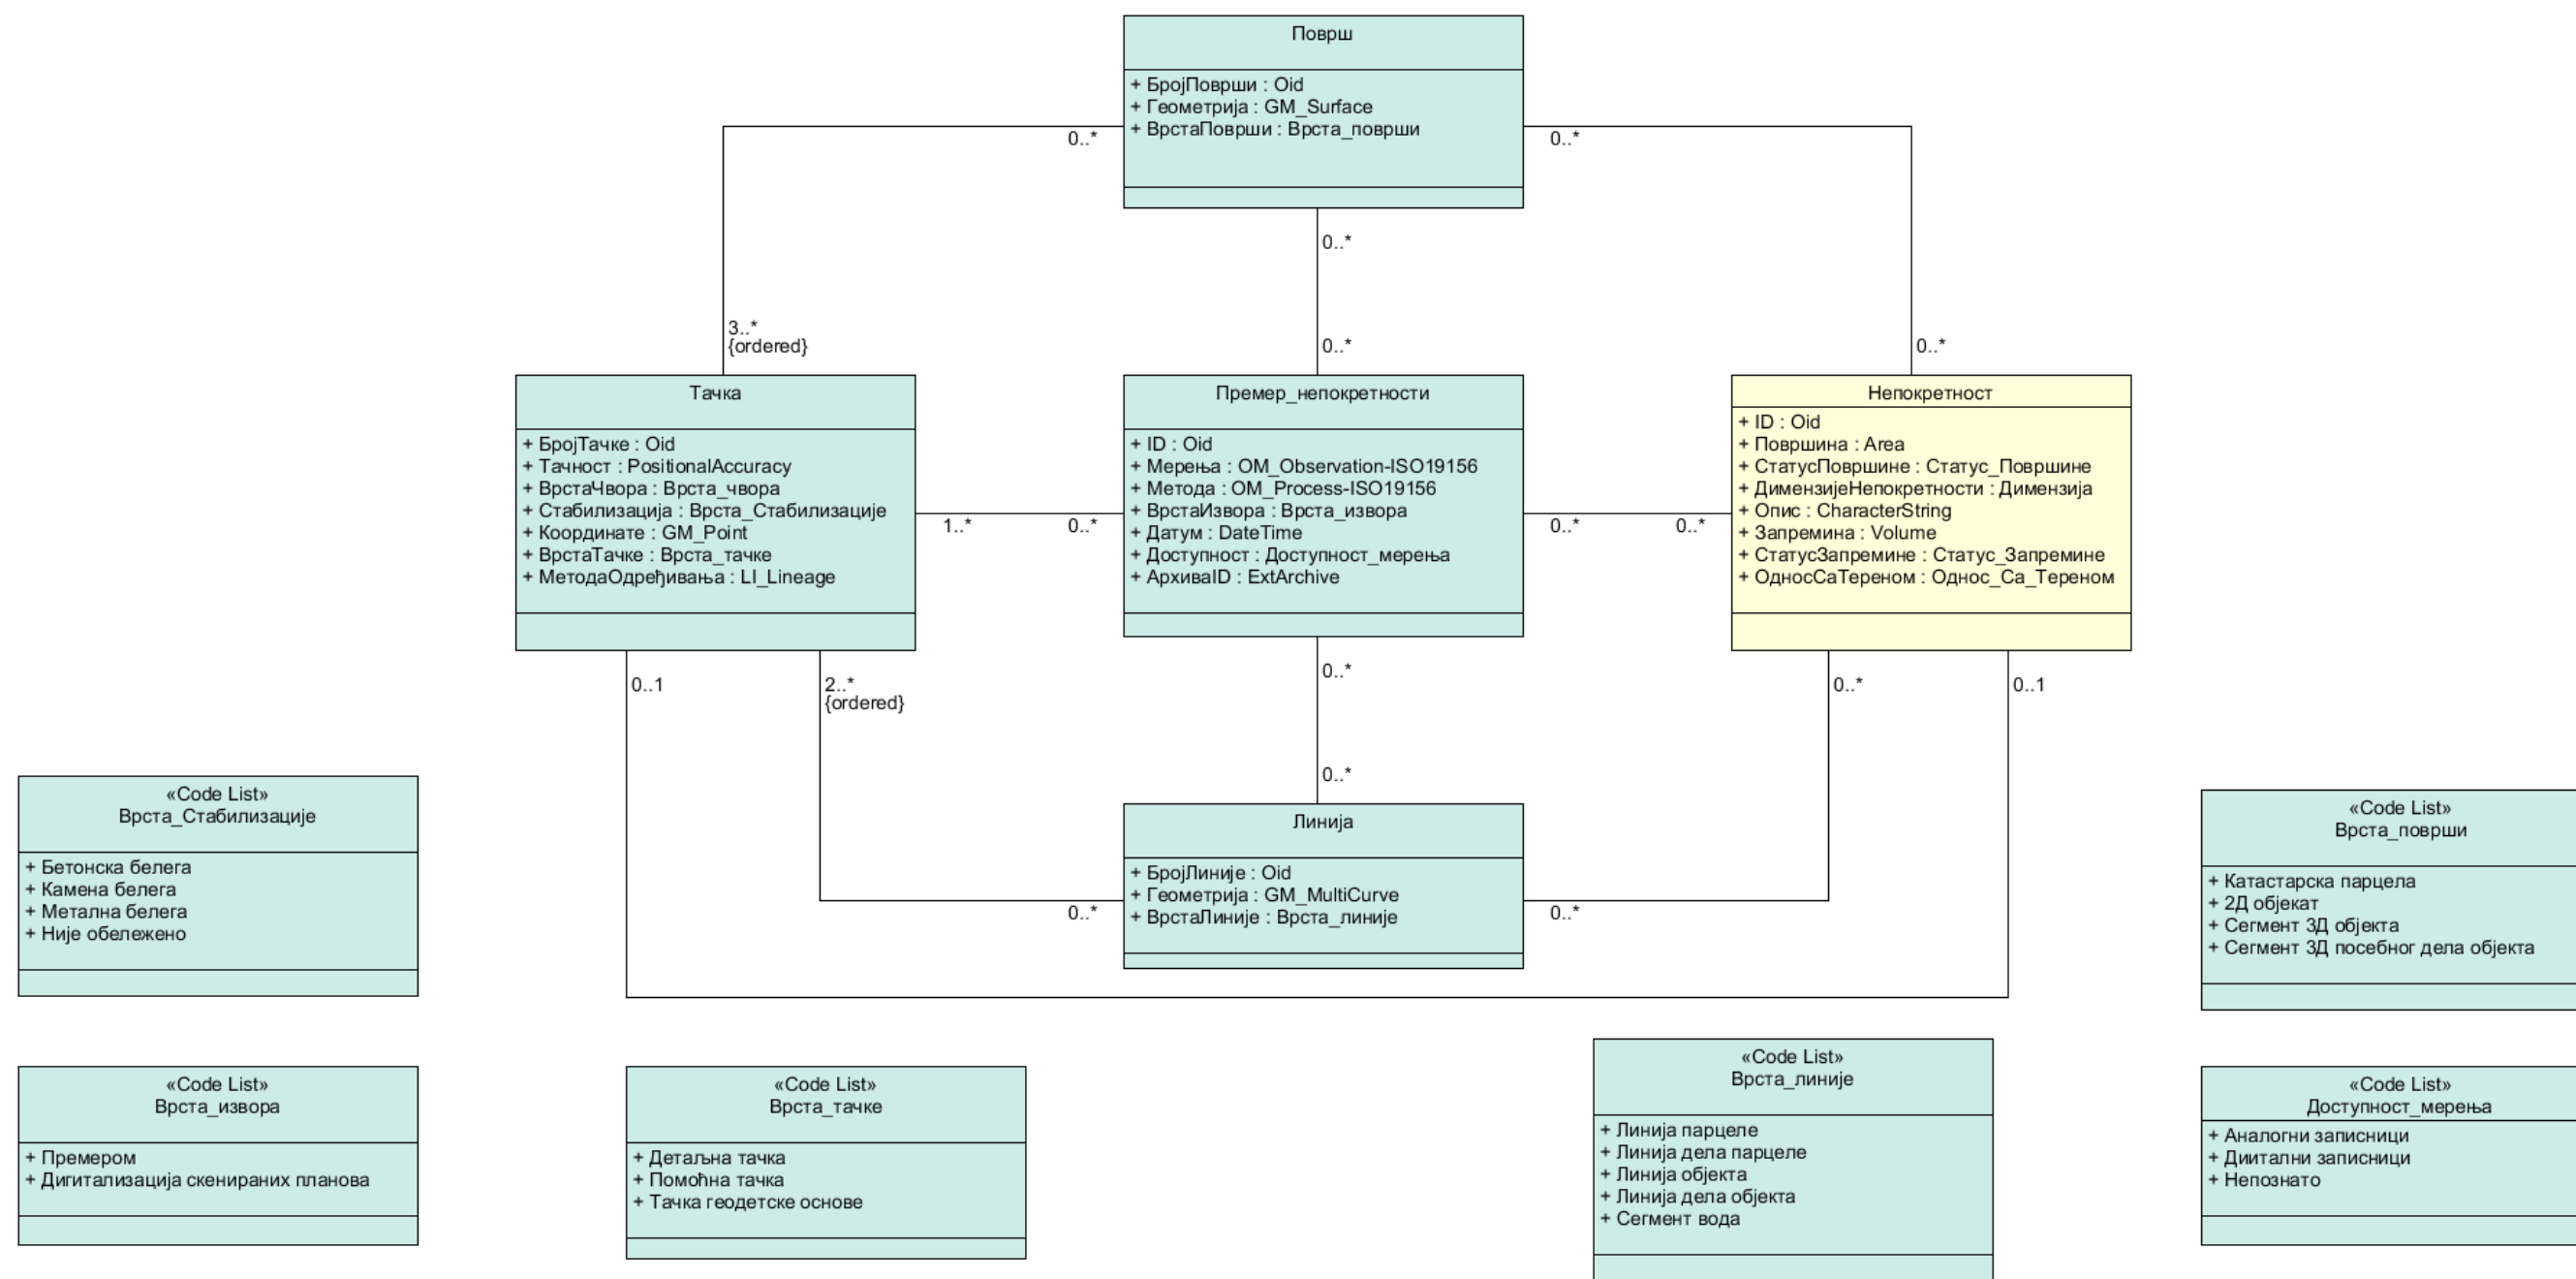 Површ
+ БројПоврши : Oid
+ Геометрија : GM_Surface
+ ВрстаПоврши : Врста_површи
0..*
0..*
0..*
3..*
{ordered}
0..*
0..*
Тачка
+ БројТачке : Oid
+ Тачност : PositionalAccuracy
+ ВрстаЧвора : Врста_чвора
+ Стабилизација : Врста_Стабилизације
+ Координате : GM_Point
+ ВрстаТачке : Врста_тачке
+ МетодаОдређивања : LI_Lineage
1..*
0..*
Премер_непокретности
+ ID : Oid
+ Мерења : OM_Observation-ISO19156
+ Метода : OM_Process-ISO19156
+ ВрстаИзвора : Врста_извора
+ Датум : DateTime
+ Доступност : Доступност_мерења
+ АрхиваID : ExtArchive
0..*
0..*
Непокретност
+ ID : Oid
+ Површина : Area
+ СтатусПовршине : Статус_Површине
+ ДимензијеНепокретности : Димензија
+ Опис : CharacterString
+ Запремина : Volume
+ СтатусЗапремине : Статус_Запремине
+ ОдносСаТереном : Однос_Са_Тереном
0..1
2..*
{ordered}
0..*
0..*
0..1
0..*
Линија
+ БројЛиније : Oid
+ Геометрија : GM_MultiCurve
+ ВрстаЛиније : Врста_линије
0..*
0..*
«Code List»
Врста_Стабилизације
+ Бетонска белега
+ Камена белега
+ Метална белега
+ Није обележено
«Code List»
Врста_површи
+ Катастарска парцела
+ 2Д објекат
+ Сегмент 3Д објекта
+ Сегмент 3Д посебног дела објекта
«Code List»
Врста_извора
+ Премером
+ Дигитализација скенираних планова
«Code List»
Врста_тачке
+ Детаљна тачка
+ Помоћна тачка
+ Тачка геодетске основе
«Code List»
Врста_линије
+ Линија парцеле
+ Линија дела парцеле
+ Линија објекта
+ Линија дела објекта
+ Сегмент вода
«Code List»
Доступност_мерења
+ Аналогни записници
+ Диитални записници
+ Непознато